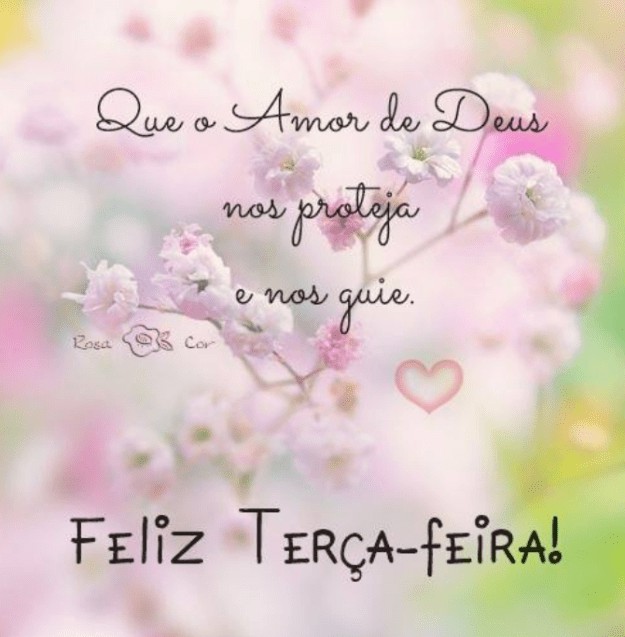 Que o Amor de Deus
nos proteja
e nos guie.
Rosa Cor
Feliz Terça-feira!